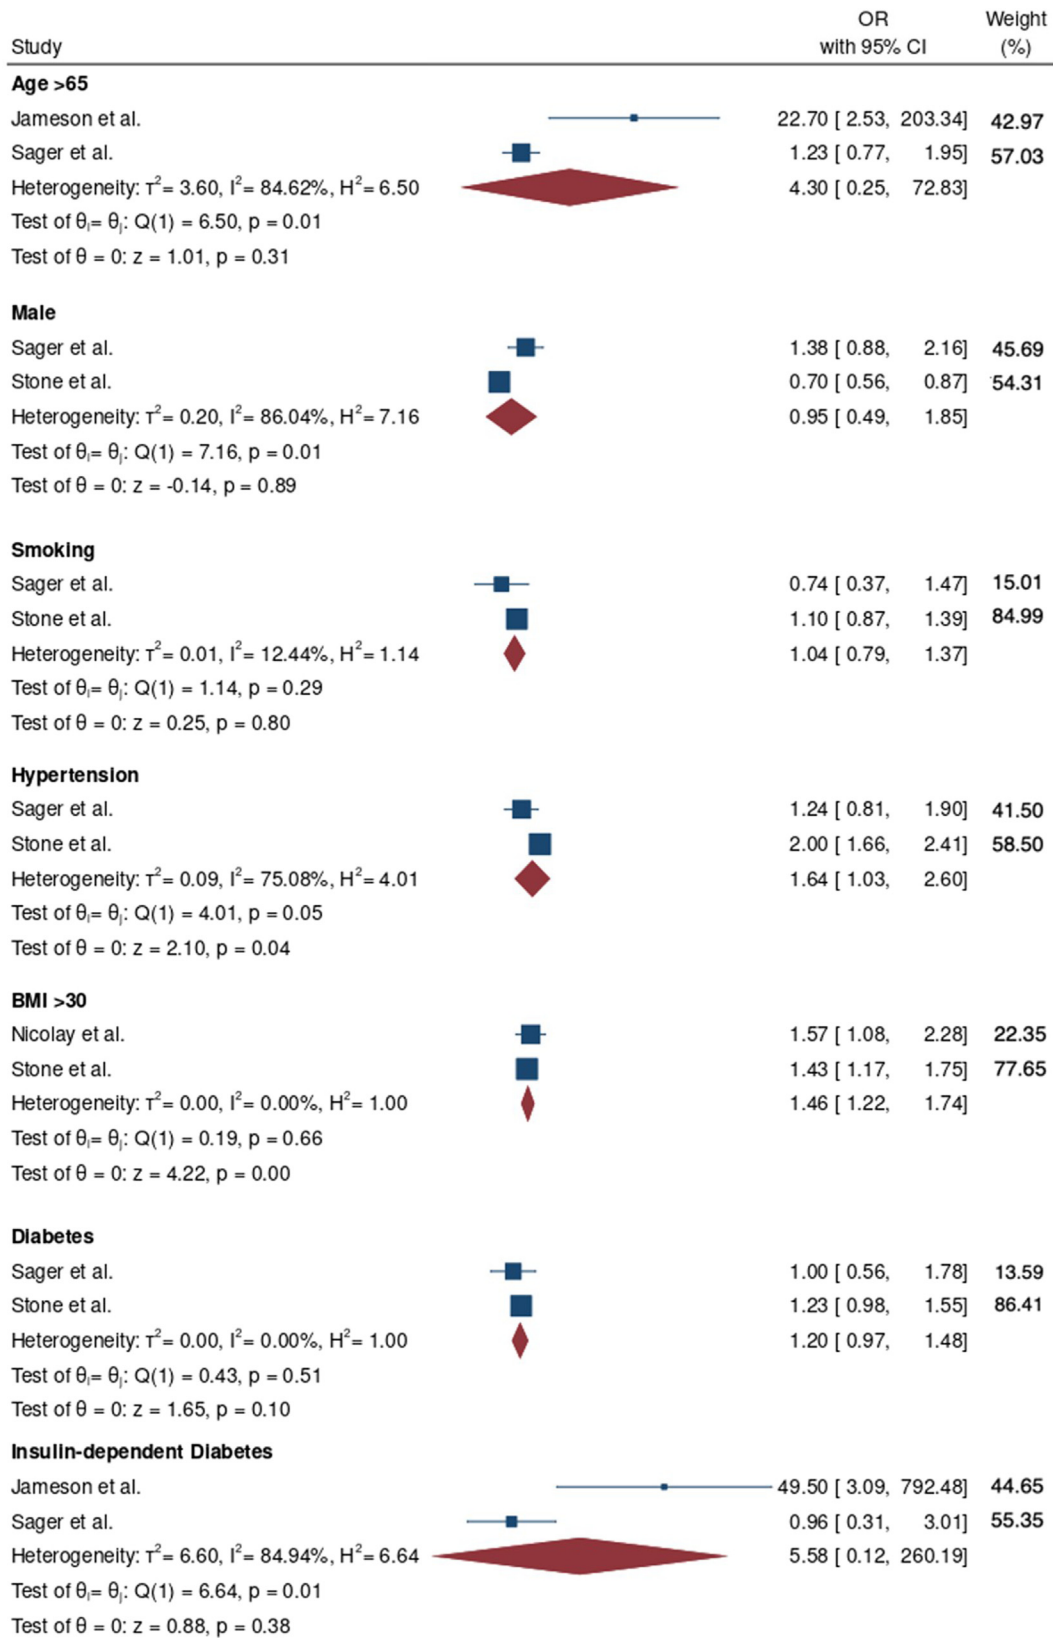 OR Weight
Study with 95% CI (%)
Age >65
Jameson et al. 22.70 [ 2.53, 203.34] 42.97
Sager et al. 1.23 [ 0.77, 1.95] 57.03
Heterogeneity: τ²= 3.60, I²= 84.62%, H²= 6.50 4.30 [ 0.25, 72.83]
Test of θᵢ= θⱼ: Q(1) = 6.50, p = 0.01
Test of θ = 0: z = 1.01, p = 0.31
Male
Sager et al. 1.38 [ 0.88, 2.16] 45.69
Stone et al. 0.70 [ 0.56, 0.87] 54.31
Heterogeneity: τ²= 0.20, I²= 86.04%, H²= 7.16 0.95 [ 0.49, 1.85]
Test of θᵢ= θⱼ: Q(1) = 7.16, p = 0.01
Test of θ = 0: z = -0.14, p = 0.89
Smoking
Sager et al. 0.74 [ 0.37, 1.47] 15.01
Stone et al. 1.10 [ 0.87, 1.39] 84.99
Heterogeneity: τ²= 0.01, I²= 12.44%, H²= 1.14 1.04 [ 0.79, 1.37]
Test of θᵢ= θⱼ: Q(1) = 1.14, p = 0.29
Test of θ = 0: z = 0.25, p = 0.80
Hypertension
Sager et al. 1.24 [ 0.81, 1.90] 41.50
Stone et al. 2.00 [ 1.66, 2.41] 58.50
Heterogeneity: τ²= 0.09, I²= 75.08%, H²= 4.01 1.64 [ 1.03, 2.60]
Test of θᵢ= θⱼ: Q(1) = 4.01, p = 0.05
Test of θ = 0: z = 2.10, p = 0.04
BMI >30
Nicolay et al. 1.57 [ 1.08, 2.28] 22.35
Stone et al. 1.43 [ 1.17, 1.75] 77.65
Heterogeneity: τ²= 0.00, I²= 0.00%, H²= 1.00 1.46 [ 1.22, 1.74]
Test of θᵢ= θⱼ: Q(1) = 0.19, p = 0.66
Test of θ = 0: z = 4.22, p = 0.00
Diabetes
Sager et al. 1.00 [ 0.56, 1.78] 13.59
Stone et al. 1.23 [ 0.98, 1.55] 86.41
Heterogeneity: τ²= 0.00, I²= 0.00%, H²= 1.00 1.20 [ 0.97, 1.48]
Test of θᵢ= θⱼ: Q(1) = 0.43, p = 0.51
Test of θ = 0: z = 1.65, p = 0.10
Insulin-dependent Diabetes
Jameson et al. 49.50 [ 3.09, 792.48] 44.65
Sager et al. 0.96 [ 0.31, 3.01] 55.35
Heterogeneity: τ²= 6.60, I²= 84.94%, H²= 6.64 5.58 [ 0.12, 260.19]
Test of θᵢ= θⱼ: Q(1) = 6.64, p = 0.01
Test of θ = 0: z = 0.88, p = 0.38